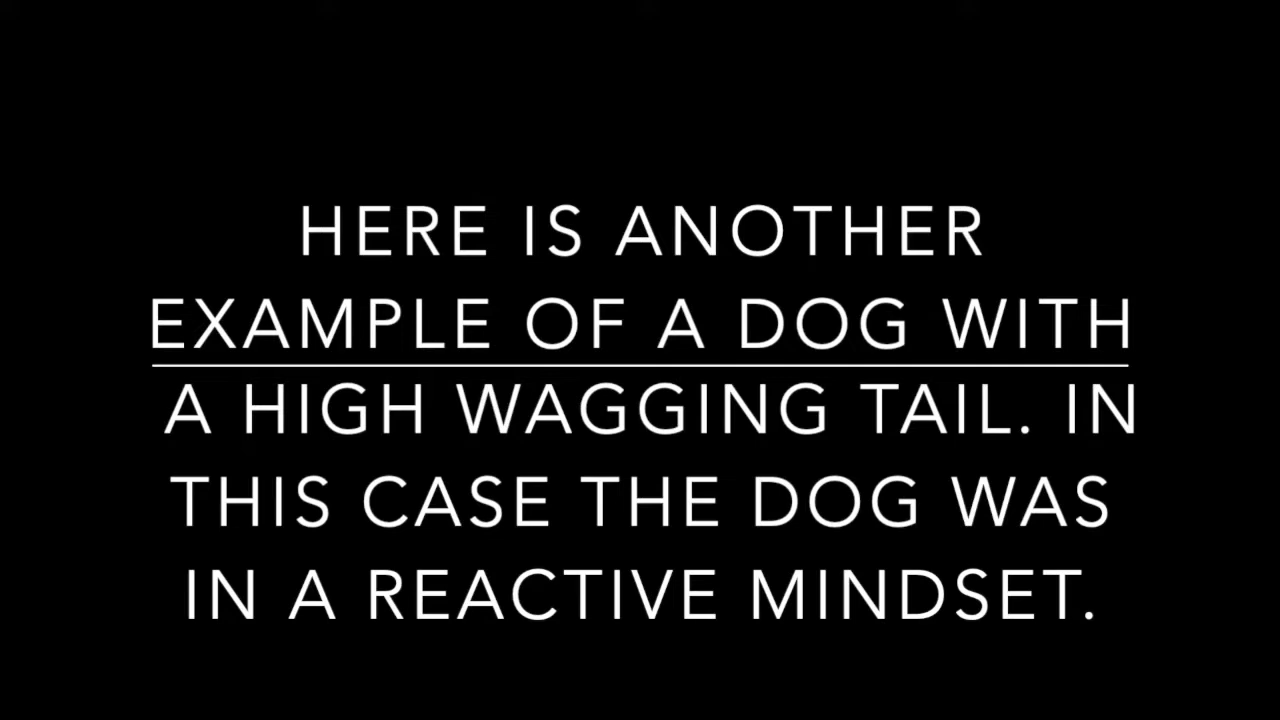 HERE IS ANOTHER
EXAMPLE OF A DOG WITH
A HIGH WAGGING TAIL. IN
THIS CASE THE DOG WAS
IN A REACTIVE MINDSET.